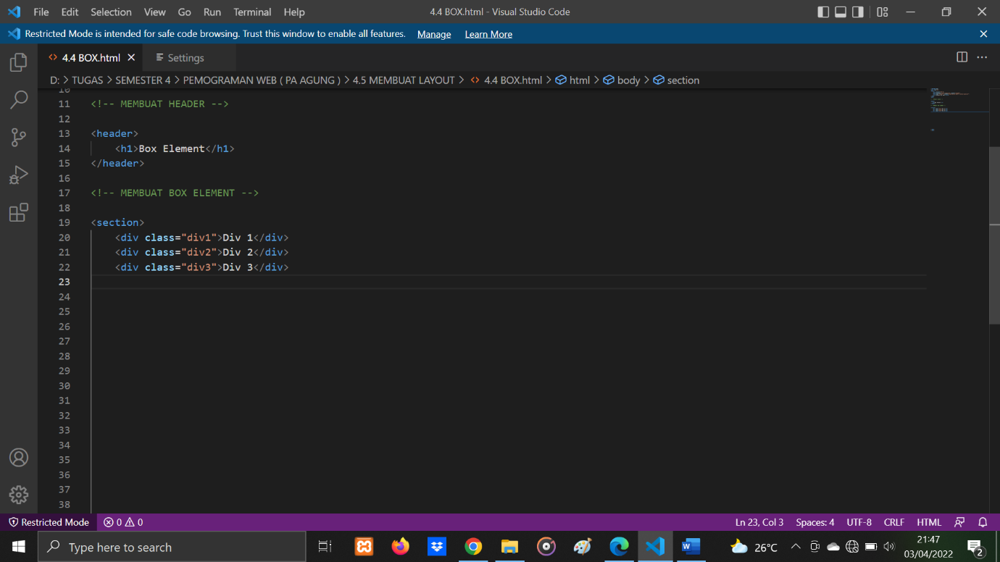 File Edit Selection View Go Run Terminal Help 4.4 BOX.html - Visual Studio Code
Restricted Mode is intended for safe code browsing. Trust this window to enable all features. Manage Learn More
4.4 BOX.html Settings
D: > TUGAS > SEMESTER 4 > PEMOGRAMAN WEB ( PA AGUNG ) > 4.5 MEMBUAT LAYOUT > 4.4 BOX.html > html > body > section
10
11 <!-- MEMBUAT HEADER -->
12
13 <header>
14 <h1>Box Element</h1>
15 </header>
16
17 <!-- MEMBUAT BOX ELEMENT -->
18
19 <section>
20 <div class="div1">Div 1</div>
21 <div class="div2">Div 2</div>
22 <div class="div3">Div 3</div>
23
24
25
26
27
28
29
30
31
32
33
34
35
36
37
38
Restricted Mode 0 0 Ln 23, Col 3 Spaces: 4 UTF-8 CRLF HTML
Type here to search 26°C 21:47
03/04/2022 2